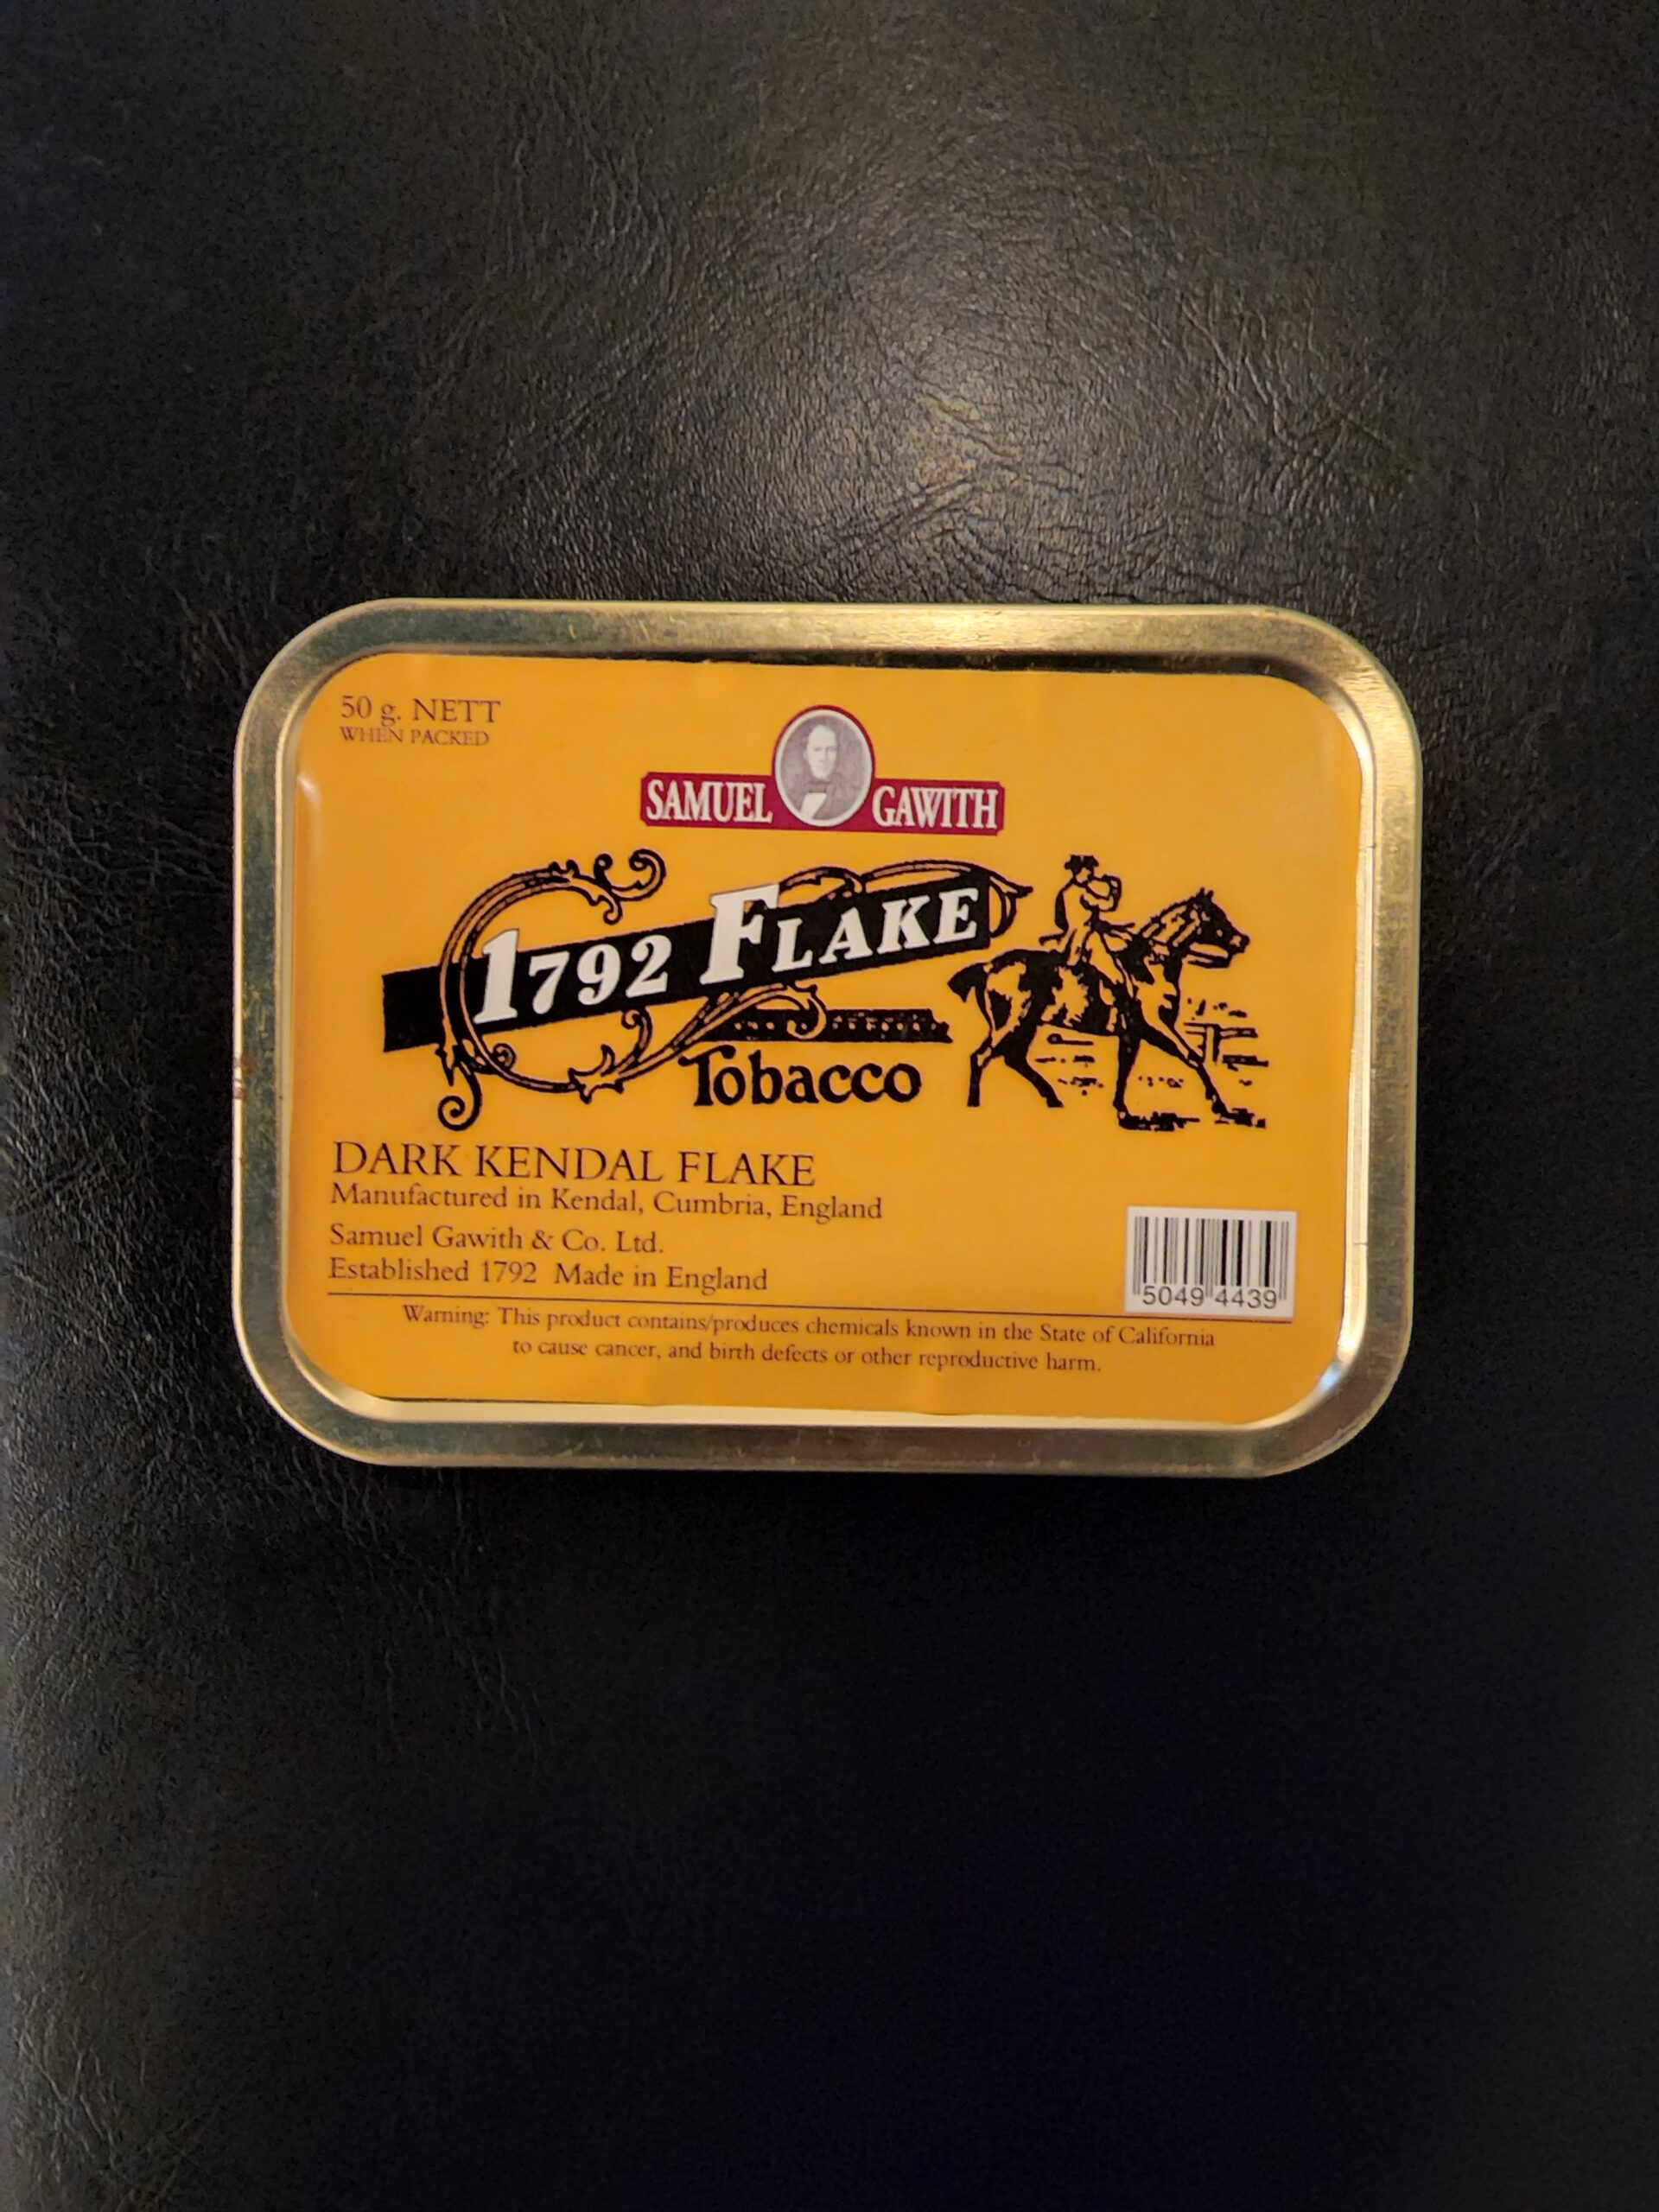 50 g. NETT
WHEN PACKED
SAMUEL GAWITH
1792 FLAKE
Tobacco
DARK KENDAL FLAKE
Manufactured in Kendal, Cumbria, England
Samuel Gawith & Co. Ltd.
Established 1792 Made in England
5049 4439
Warning: This product contains/produces chemicals known in the State of California
to cause cancer, and birth defects or other reproductive harm.